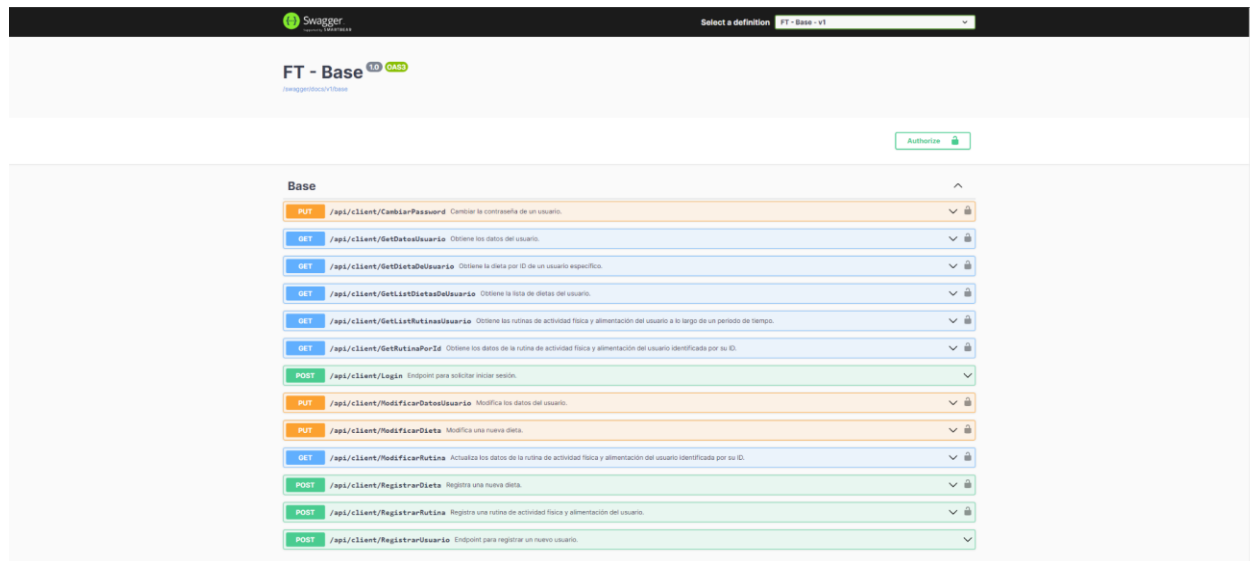 Swagger
Supported by SMARTBEAR
Select a definition FT - Base - v1
FT - Base 1.0 OAS3
/swagger/docs/v1/base
Authorize
Base
PUT /api/client/CambiarPassword Cambiar la contraseña de un usuario.
GET /api/client/GetDatosUsuario Obtiene los datos del usuario.
GET /api/client/GetDietaDeUsuario Obtiene la dieta por ID de un usuario específico.
GET /api/client/GetListDietasDeUsuario Obtiene la lista de dietas del usuario.
GET /api/client/GetListRutinasUsuario Obtiene las rutinas de actividad física y alimentación del usuario a lo largo de un período de tiempo.
GET /api/client/GetRutinaPorId Obtiene los datos de la rutina de actividad física y alimentación del usuario identificada por su ID.
POST /api/client/Login Endpoint para solicitar iniciar sesión.
PUT /api/client/ModificarDatosUsuario Modifica los datos del usuario.
PUT /api/client/ModificarDieta Modifica una nueva dieta.
GET /api/client/ModificarRutina Actualiza los datos de la rutina de actividad física y alimentación del usuario identificada por su ID.
POST /api/client/RegistrarDieta Registra una nueva dieta.
POST /api/client/RegistrarRutina Registra una rutina de actividad física y alimentación del usuario.
POST /api/client/RegistrarUsuario Endpoint para registrar un nuevo usuario.